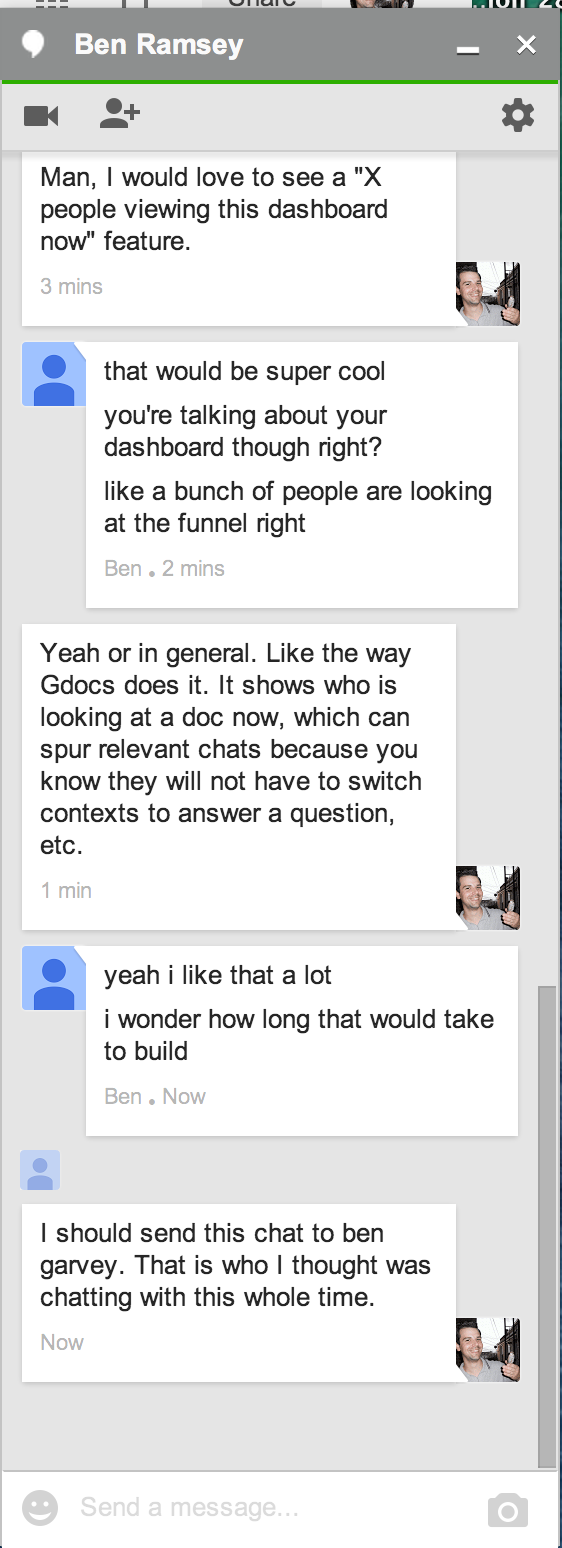 Share
Ben Ramsey
Man, I would love to see a "X
people viewing this dashboard
now" feature.
3 mins
that would be super cool
you're talking about your
dashboard though right?
like a bunch of people are looking
at the funnel right
Ben . 2 mins
Yeah or in general. Like the way
Gdocs does it. It shows who is
looking at a doc now, which can
spur relevant chats because you
know they will not have to switch
contexts to answer a question,
etc.
1 min
yeah i like that a lot
i wonder how long that would take
to build
Ben . Now
I should send this chat to ben
garvey. That is who I thought was
chatting with this whole time.
Now
Send a message...